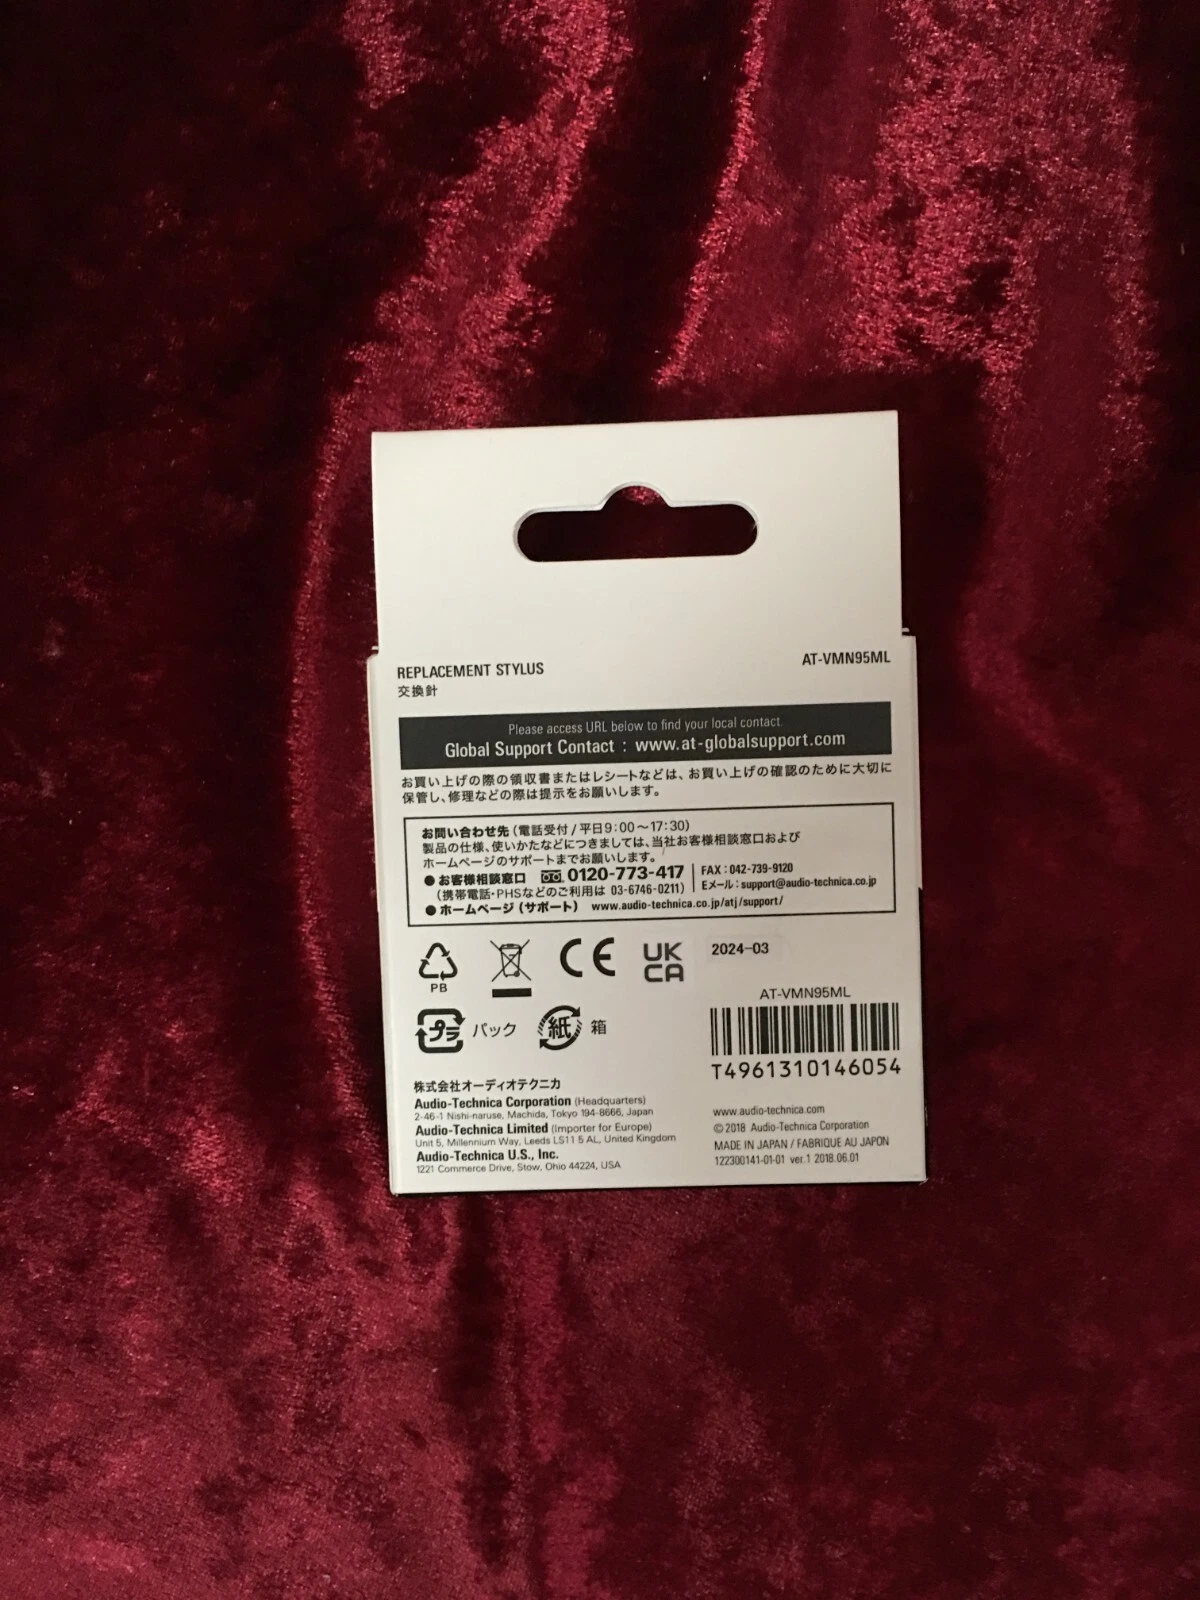 REPLACEMENT STYLUS
AT-VMN95ML
交換針
Please access URL below to find your local contact.
Global Support Contact : www.at-globalsupport.com
お買い上げの際の領収書またはレシートなどは、お買い上げの確認のために大切に
保管し、修理などの際は提示をお願いします。
お問い合わせ先（電話受付/平日9:00～17:30）
製品の仕様、使いかたなどにつきましては、当社お客様相談窓口および
ホームページのサポートまでお願いします。
●お客様相談窓口 0120-773-417
（携帯電話・PHSなどのご利用は 03-6746-0211）
FAX：042-739-9120
Eメール：support@audio-technica.co.jp
●ホームページ（サポート） www.audio-technica.co.jp/atj/support/
PB
CE
UK
CA
2024-03
プラ パック
紙 箱
AT-VMN95ML
T4961310146054
株式会社オーディオテクニカ
Audio-Technica Corporation (Headquarters)
2-46-1 Nishi-naruse, Machida, Tokyo 194-8666, Japan
Audio-Technica Limited (Importer for Europe)
Unit 5, Millennium Way, Leeds LS11 5 AL, United Kingdom
Audio-Technica U.S., Inc.
1221 Commerce Drive, Stow, Ohio 44224, USA
www.audio-technica.com
©2018 Audio-Technica Corporation
MADE IN JAPAN / FABRIQUÉ AU JAPON
122300141-01-01 ver.1 2018.06.01